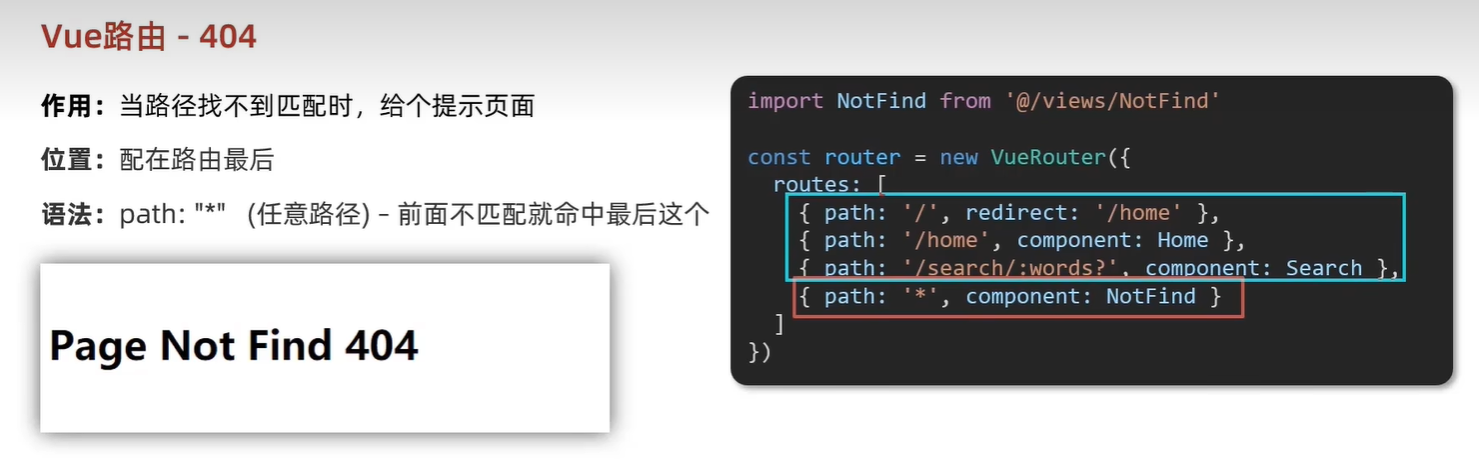 Vue路由 - 404
作用：当路径找不到匹配时，给个提示页面
位置：配在路由最后
语法：path: "*" (任意路径) – 前面不匹配就命中最后这个
Page Not Find 404
import NotFind from '@/views/NotFind'
const router = new VueRouter({
routes: [
{ path: '/', redirect: '/home' },
{ path: '/home', component: Home },
{ path: '/search/:words?', component: Search },
{ path: '*', component: NotFind }
]
})